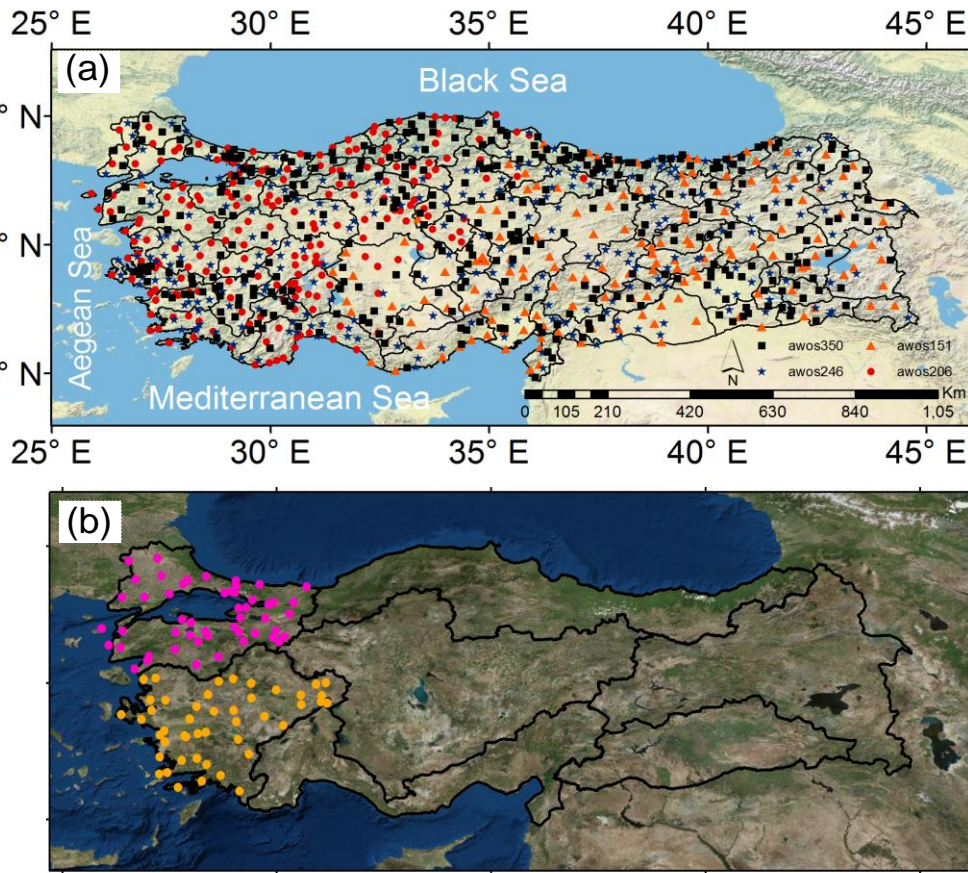 25° E 30° E 35° E 40° E 45° E
(a)
Black Sea
° N
° N
° N
Aegean Sea
Mediterranean Sea
awos350 awos151
awos246 awos206
N
Km
0 105 210 420 630 840 1,05
25° E 30° E 35° E 40° E 45° E
(b)